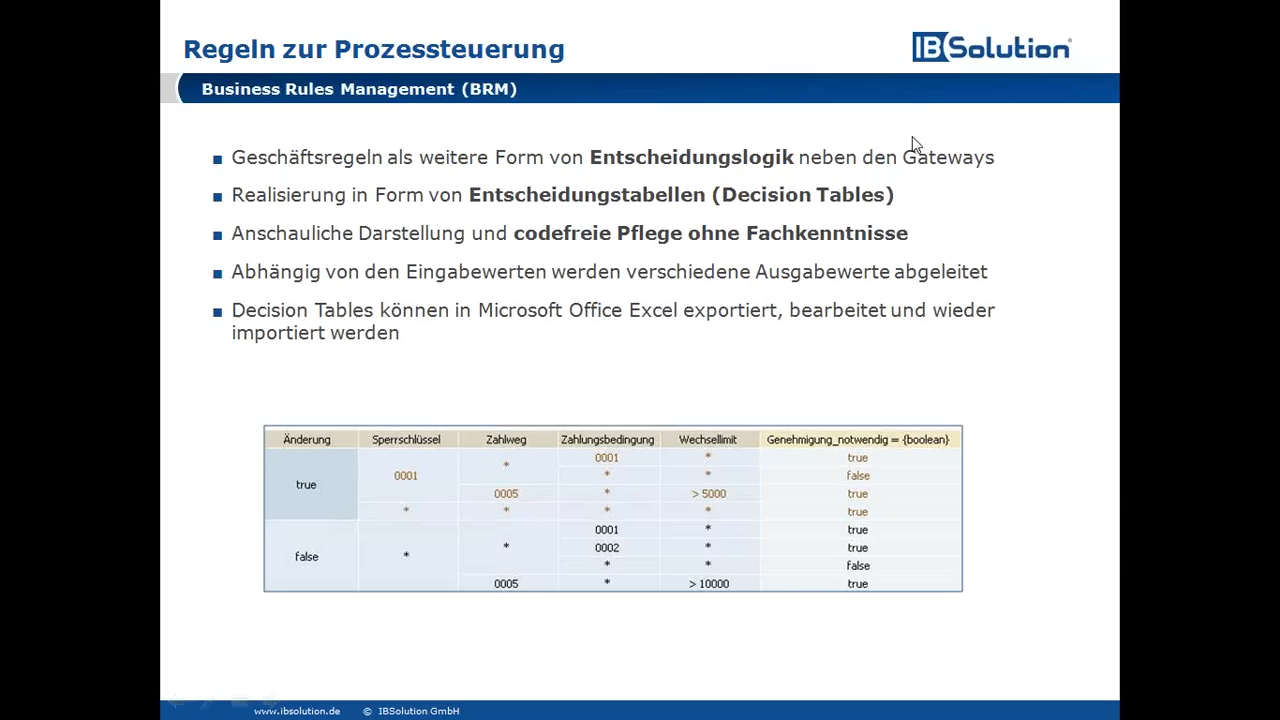 Regeln zur Prozessteuerung
IBSolution
Business Rules Management (BRM)
Geschäftsregeln als weitere Form von Entscheidungslogik neben den Gateways
Realisierung in Form von Entscheidungstabellen (Decision Tables)
Anschauliche Darstellung und codefreie Pflege ohne Fachkenntnisse
Abhängig von den Eingabewerten werden verschiedene Ausgabewerte abgeleitet
Decision Tables können in Microsoft Office Excel exportiert, bearbeitet und wieder
importiert werden
Änderung Sperrschlüssel Zahlweg Zahlungsbedingung Wechsellimit Genehmigung_notwendig = {boolean}
true 0001 * 0001 * true
* * false
0005 * > 5000 true
* * * * true
false * * 0001 * true
0002 * true
* * false
0005 * > 10000 true
www.ibsolution.de © IBSolution GmbH